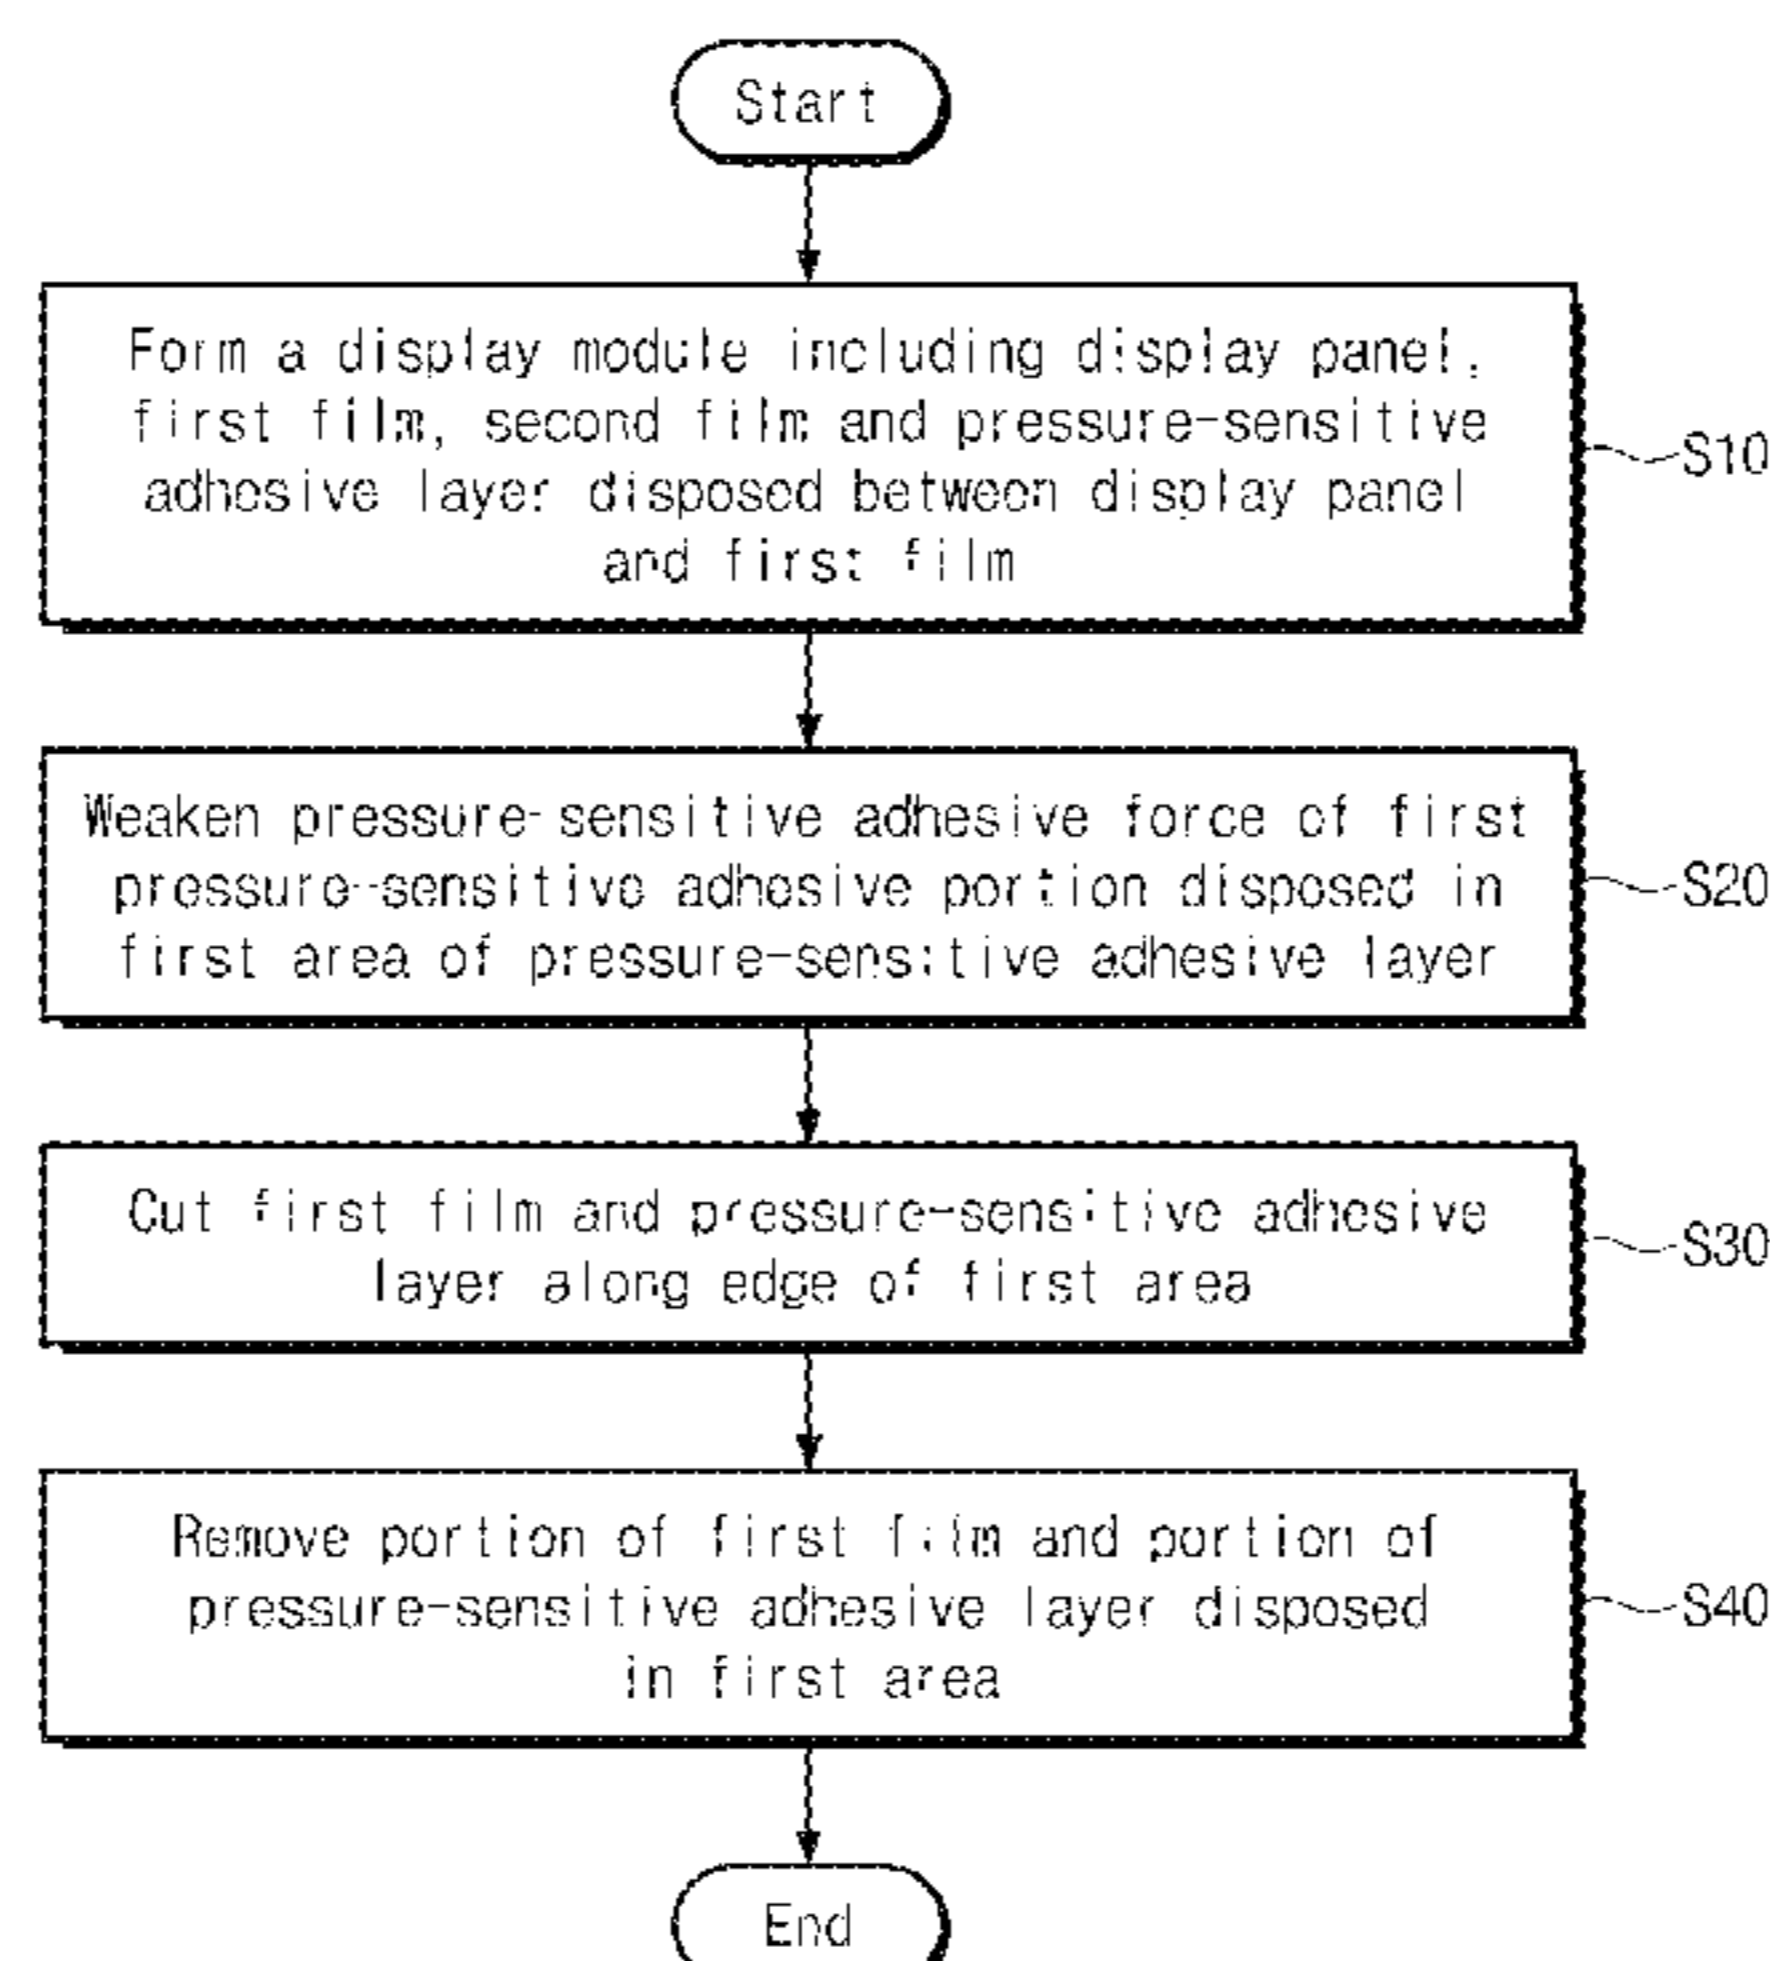 Start
Form a display module including display panel,
first film, second film and pressure-sensitive
adhesive layer disposed between display panel
and first film
S10
Weaken pressure-sensitive adhesive force of first
pressure-sensitive adhesive portion disposed in
first area of pressure-sensitive adhesive layer
S20
Cut first film and pressure-sensitive adhesive
layer along edge of first area
S30
Remove portion of first film and portion of
pressure-sensitive adhesive layer disposed
in first area
S40
End